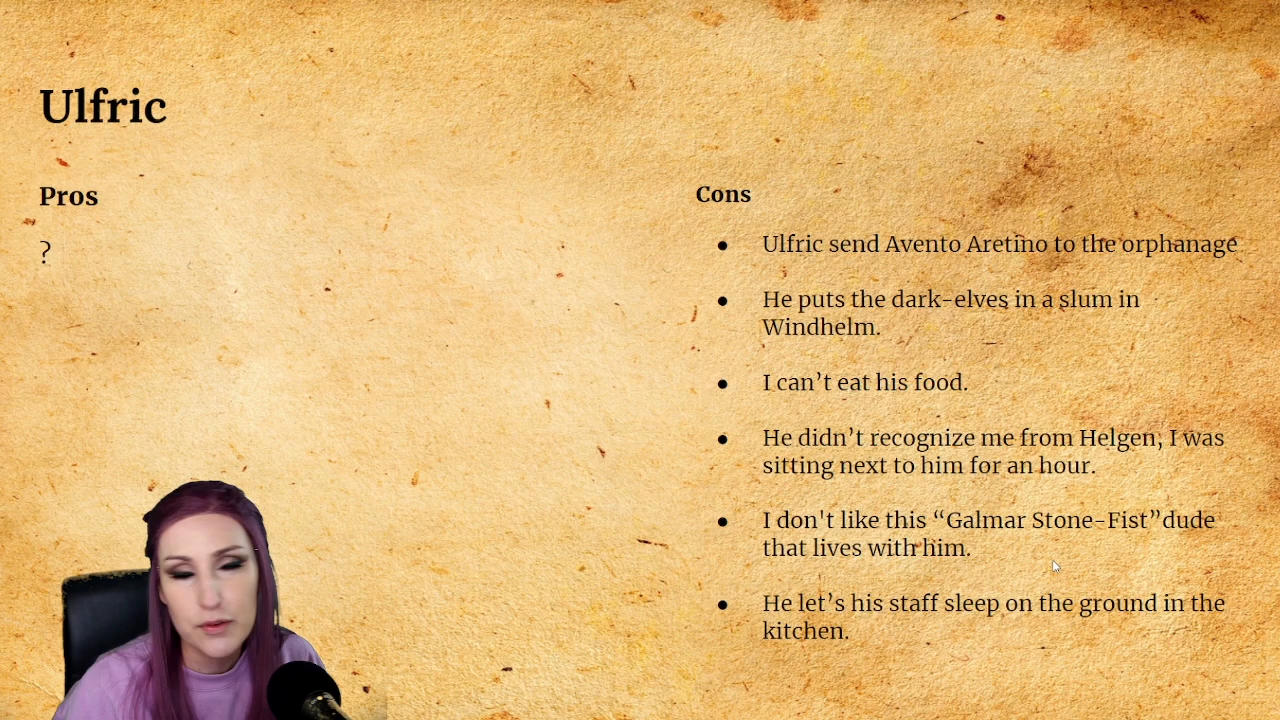 Ulfric
Pros
?
Cons
● Ulfric send Avento Aretino to the orphanage
● He puts the dark-elves in a slum in
Windhelm.
● I can’t eat his food.
● He didn’t recognize me from Helgen, I was
sitting next to him for an hour.
● I don't like this “Galmar Stone-Fist”dude
that lives with him.
● He let’s his staff sleep on the ground in the
kitchen.